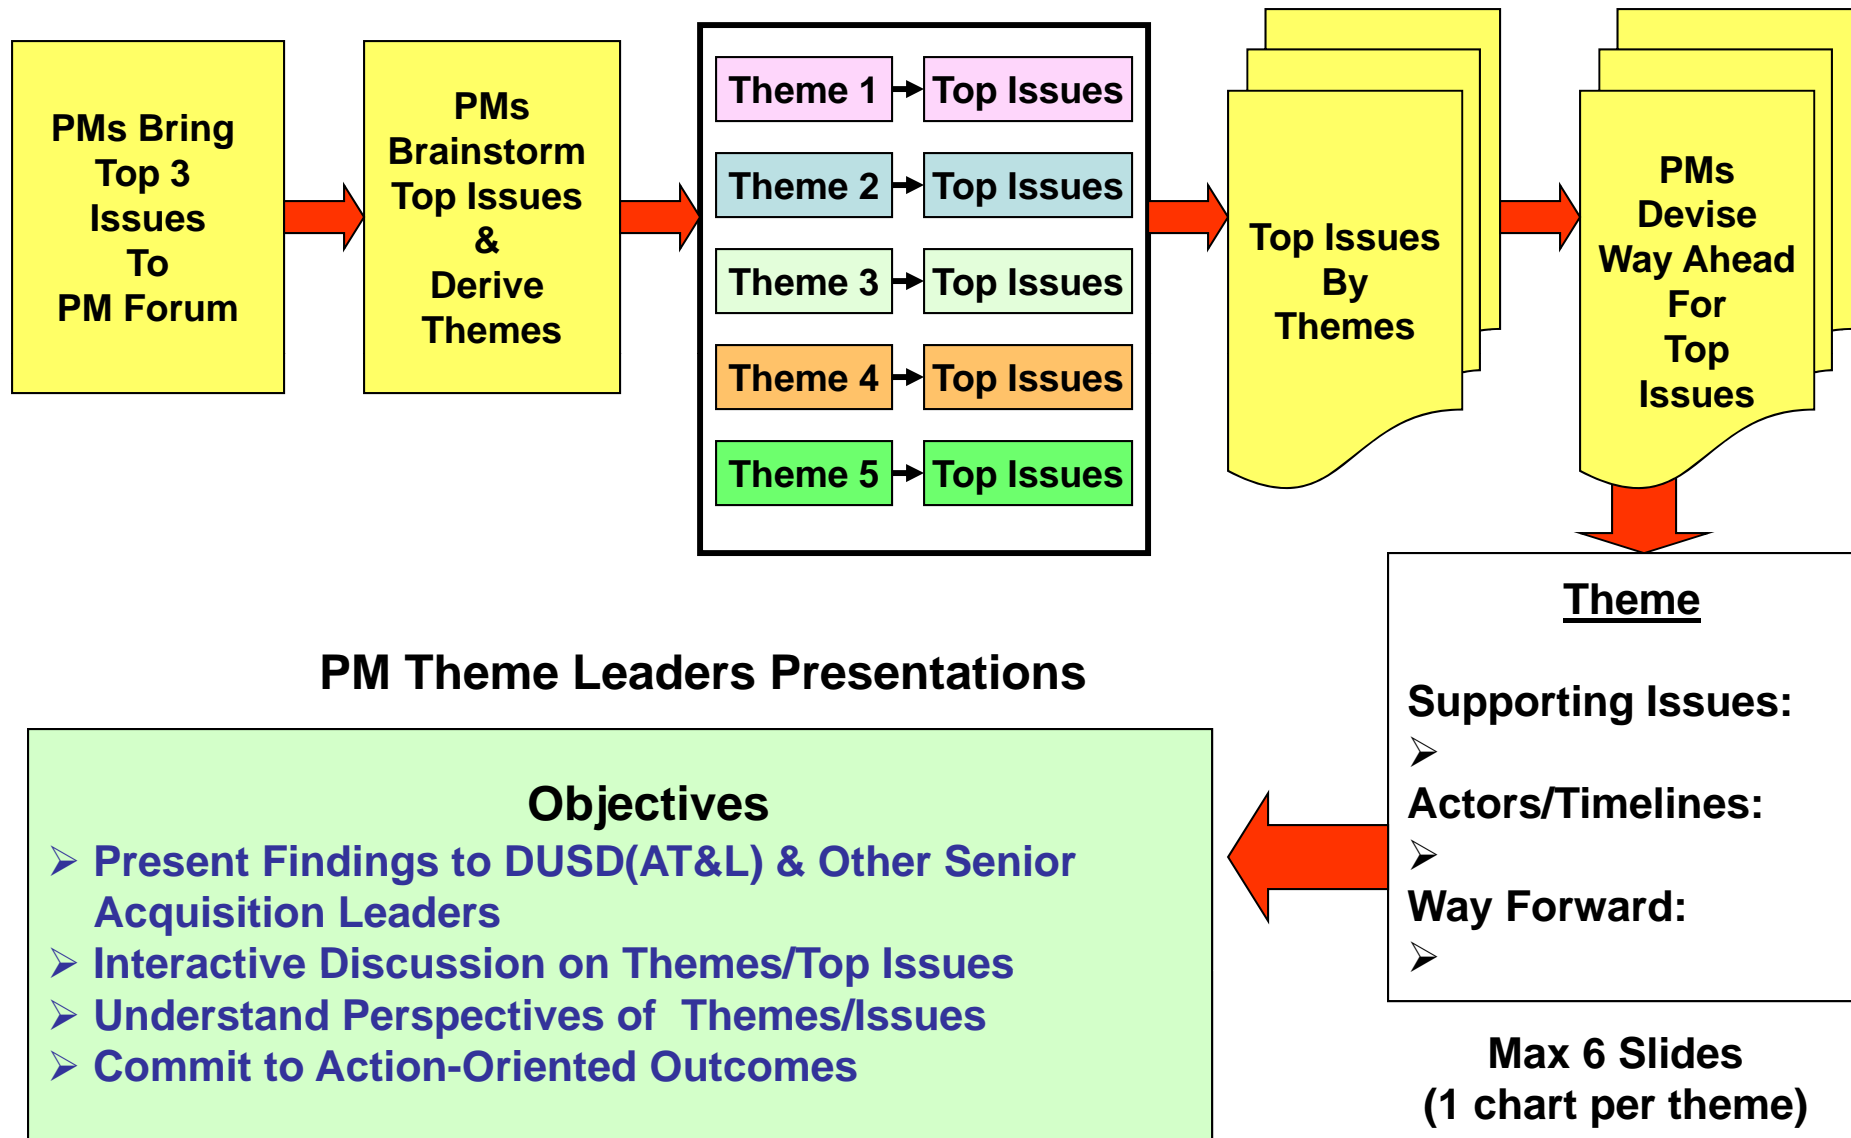 PMs Bring
Top 3
Issues
To
PM Forum
PMs
Brainstorm
Top Issues
&
Derive
Themes
Theme 1
Top Issues
Theme 2
Top Issues
Theme 3
Top Issues
Theme 4
Top Issues
Theme 5
Top Issues
Top Issues
By
Themes
PMs
Devise
Way Ahead
For
Top
Issues
Theme
Supporting Issues:
➢
Actors/Timelines:
➢
Way Forward:
➢
Max 6 Slides
(1 chart per theme)
PM Theme Leaders Presentations
Objectives
➢ Present Findings to DUSD(AT&L) & Other Senior
Acquisition Leaders
➢ Interactive Discussion on Themes/Top Issues
➢ Understand Perspectives of Themes/Issues
➢ Commit to Action-Oriented Outcomes